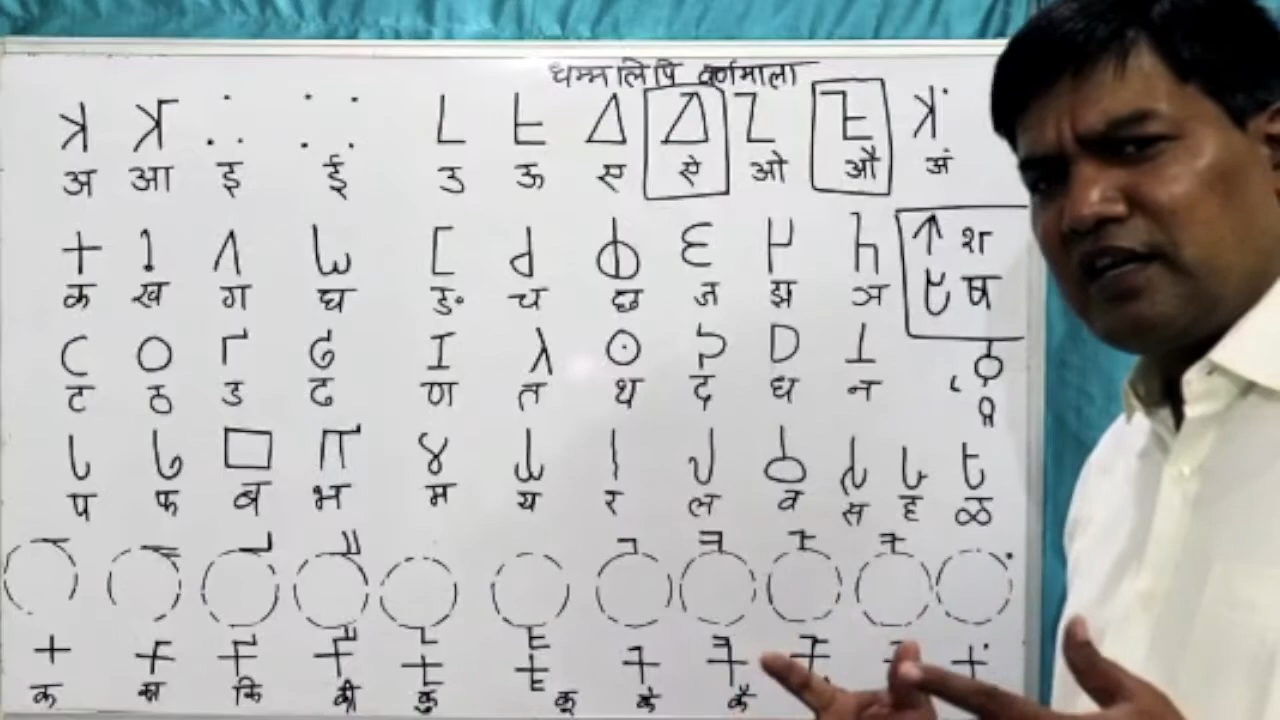 धम्मलिपि वर्णमाला
𑀅 𑀆 𑀇 𑀈 𑀉 𑀊 𑀏 𑀐 𑀑 𑀒 𑀅𑀁
अ आ इ ई उ ऊ ए ऐ ओ औ अं
𑀓 𑀔 𑀕 𑀖 𑀗 𑀘 𑀙 𑀚 𑀛 𑀜 𑀰 श
क ख ग घ ङ च छ ज झ ञ 𑀱 ष
𑀝 𑀞 𑀟 𑀠 𑀡 𑀢 𑀣 𑀤 𑀥 𑀦
ट ठ ड ढ ण त थ द ध न
𑀧 𑀨 𑀩 𑀪 𑀫 𑀬 𑀭 𑀮 𑀯 𑀲 𑀳 𑀴
प फ ब भ म य र ल व स ह ळ
𑀓 𑀓𑀸 𑀓𑀺 𑀓𑀻 𑀓𑀼 𑀓𑀽 𑀓𑁂 𑀓𑁃 𑀓𑁄 𑀓𑀁
क का कि की कु कू के कै